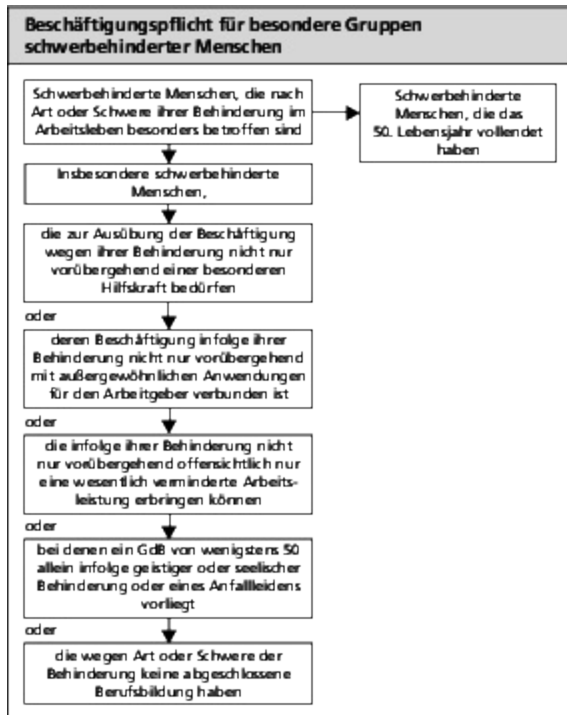 Beschäftigungspflicht für besondere Gruppen
schwerbehinderter Menschen
Schwerbehinderte Menschen, die nach
Art oder Schwere ihrer Behinderung im
Arbeitsleben besonders betroffen sind
Schwerbehinderte
Menschen, die das
50. Lebensjahr vollendet
haben
Insbesondere schwerbehinderte
Menschen,
die zur Ausübung der Beschäftigung
wegen ihrer Behinderung nicht nur
vorübergehend einer besonderen
Hilfskraft bedürfen
oder
deren Beschäftigung infolge ihrer
Behinderung nicht nur vorübergehend
mit außergewöhnlichen Anwendungen
für den Arbeitgeber verbunden ist
oder
die infolge ihrer Behinderung nicht
nur vorübergehend offensichtlich nur
eine wesentlich verminderte Arbeits-
leistung erbringen können
oder
bei denen ein GdB von wenigstens 50
allein infolge geistiger oder seelischer
Behinderung oder eines Anfallleidens
vorliegt
oder
die wegen Art oder Schwere der
Behinderung keine abgeschlossene
Berufsbildung haben